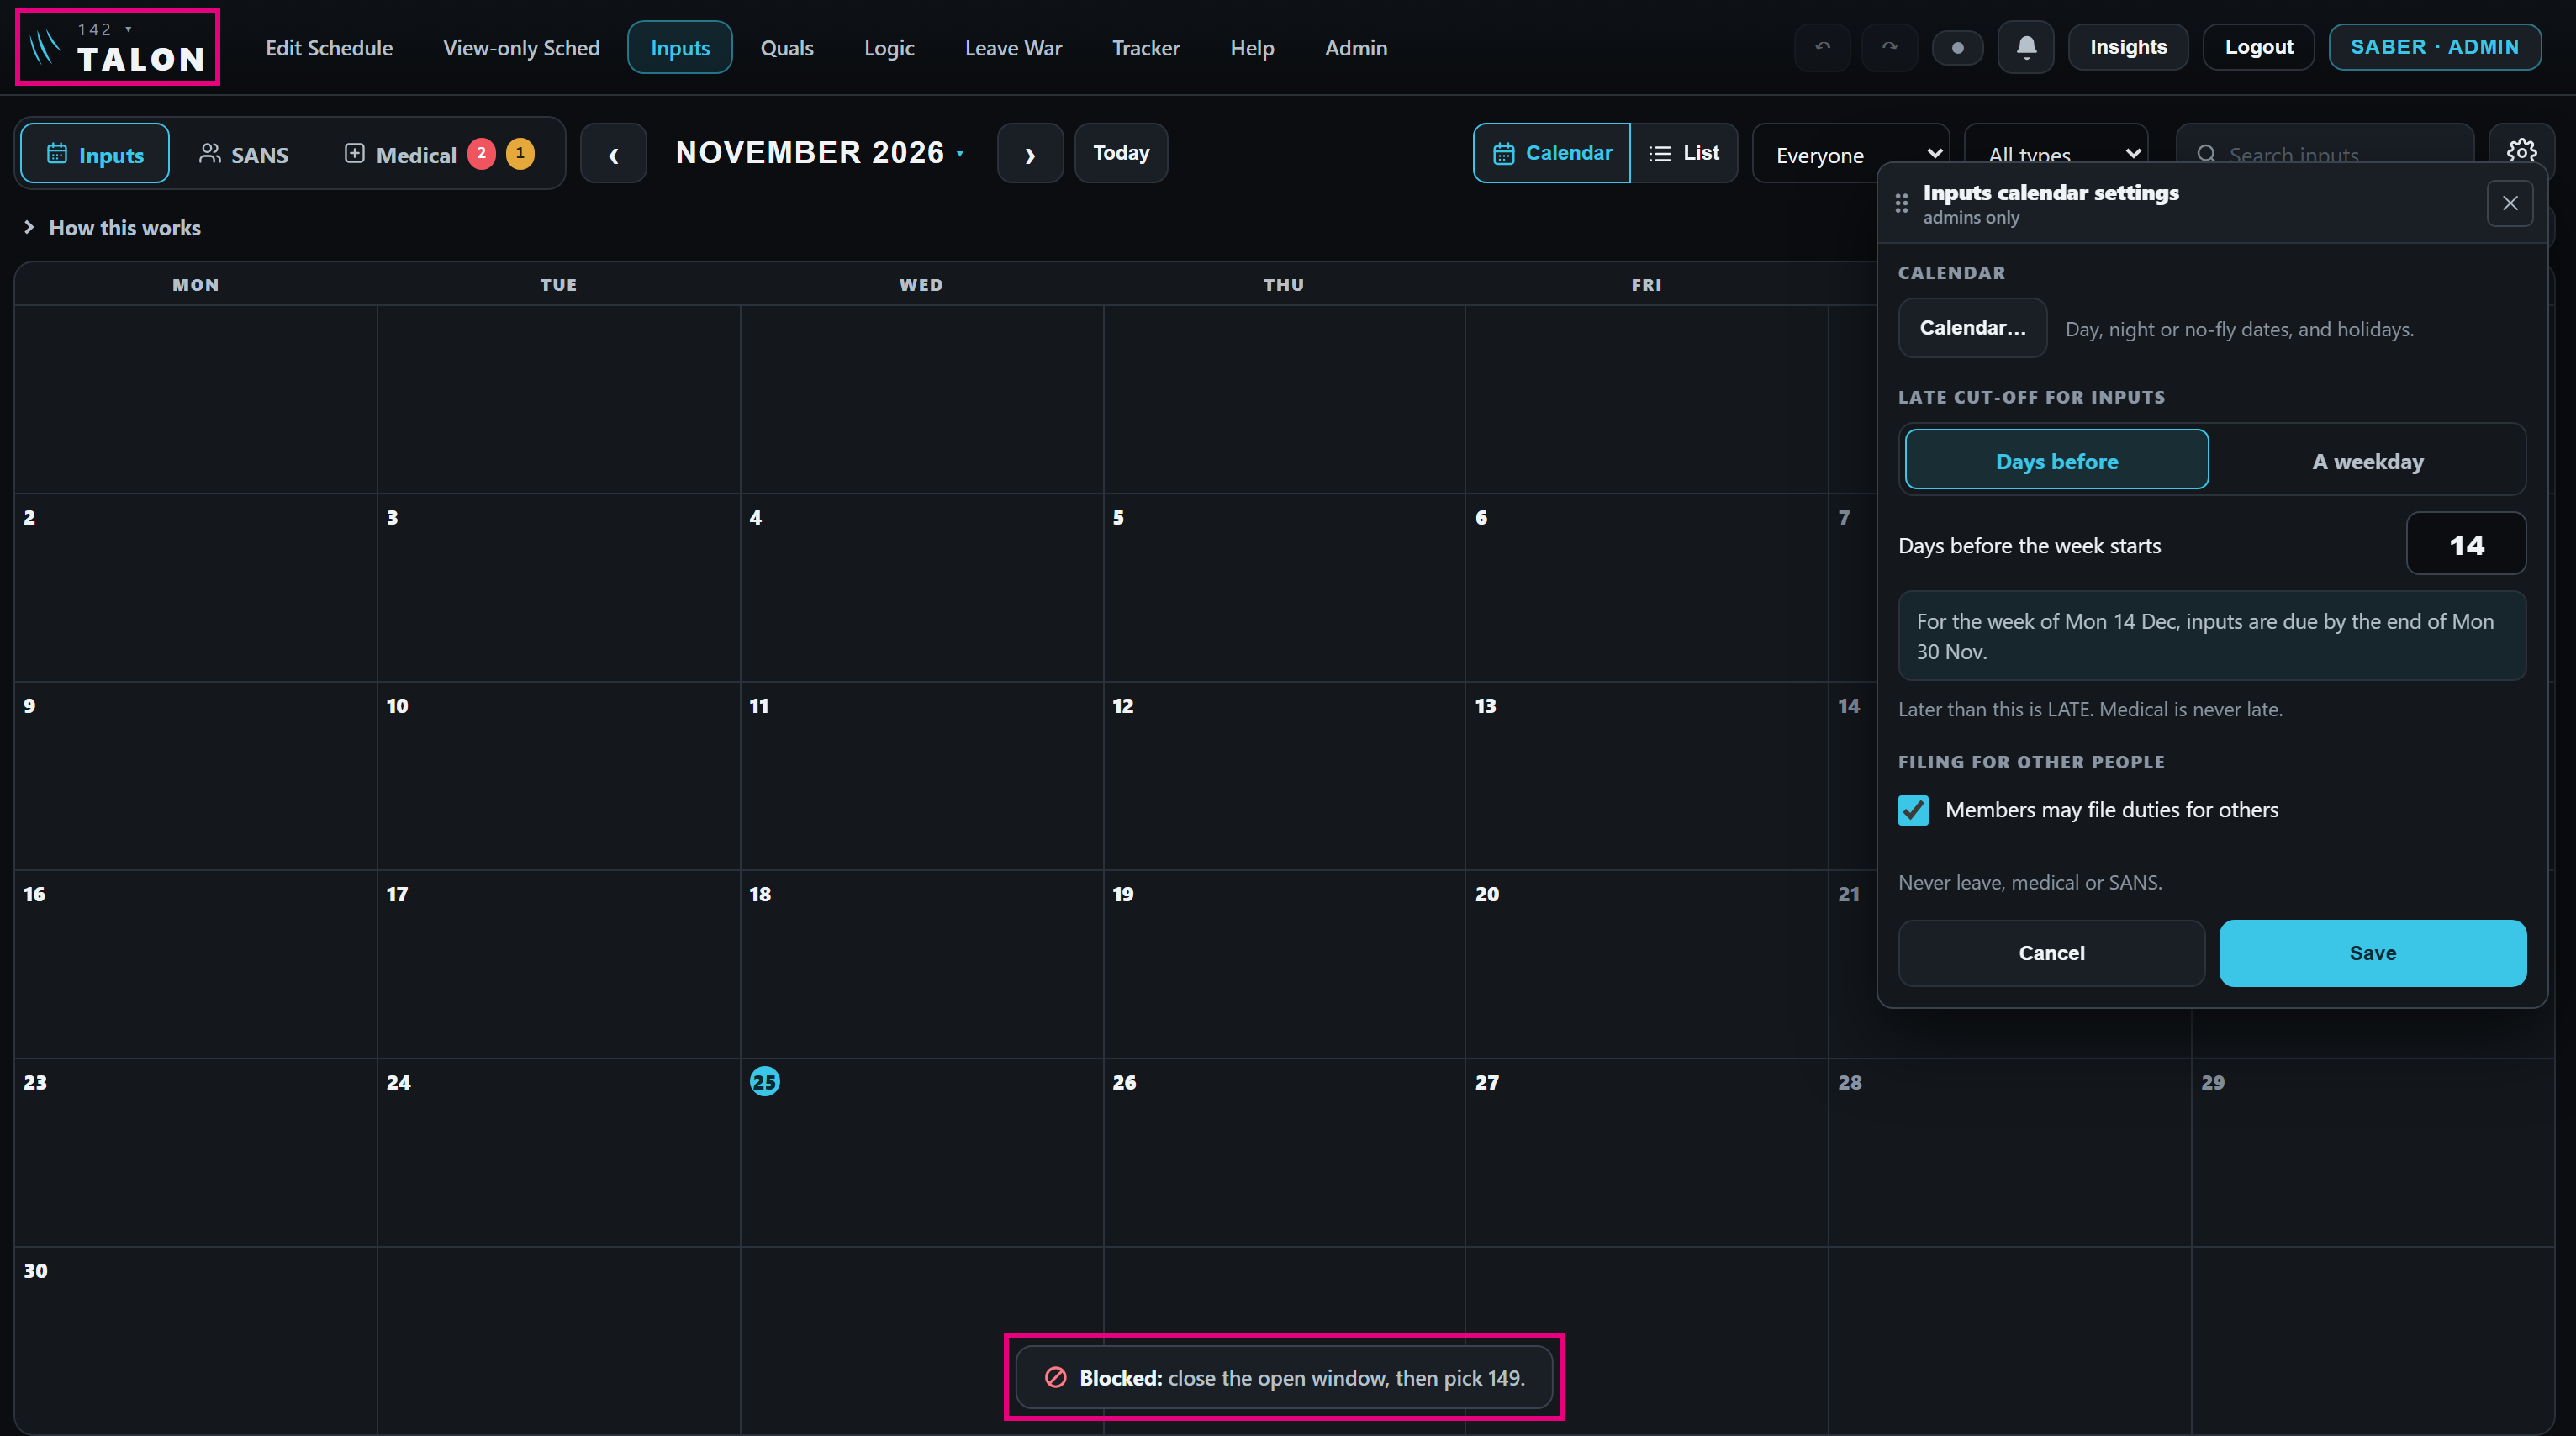 142 ▾
TALON
Edit Schedule
View-only Sched
Inputs
Quals
Logic
Leave War
Tracker
Help
Admin
Insights
Logout
SABER · ADMIN
Inputs
SANS
Medical 2 1
‹
NOVEMBER 2026 ▾
›
Today
Calendar
List
Everyone
All types
Search inputs
How this works
Inputs calendar settings
admins only
CALENDAR
Calendar...
Day, night or no-fly dates, and holidays.
LATE CUT-OFF FOR INPUTS
Days before
A weekday
Days before the week starts
14
For the week of Mon 14 Dec, inputs are due by the end of Mon
30 Nov.
Later than this is LATE. Medical is never late.
FILING FOR OTHER PEOPLE
Members may file duties for others
Never leave, medical or SANS.
Cancel
Save
MON TUE WED THU FRI
2 3 4 5 6 7
9 10 11 12 13 14
16 17 18 19 20 21
23 24 25 26 27 28 29
30
Blocked: close the open window, then pick 149.